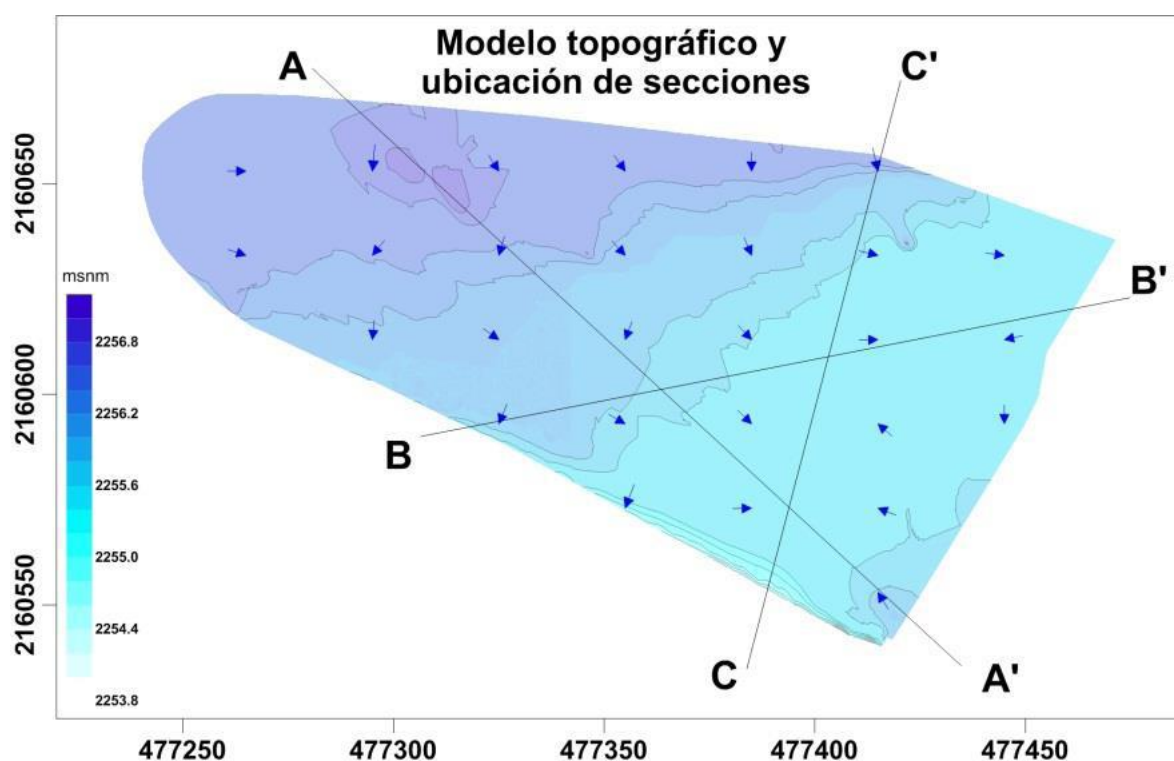 Modelo topográfico y
ubicación de secciones
A
C'
B'
B
C
A'
msnm
2256.8
2256.2
2255.6
2255.0
2254.4
2253.8
2160650
2160600
2160550
477250
477300
477350
477400
477450